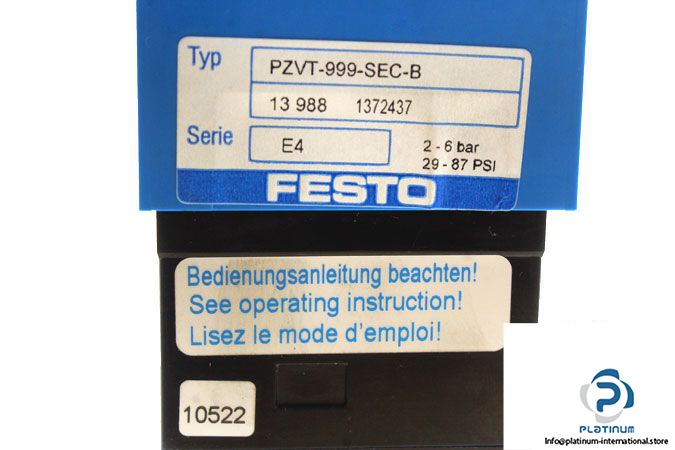 Typ PZVT-999-SEC-B
13 988 1372437
Serie E4 2 - 6 bar
29 - 87 PSI
FESTO
Bedienungsanleitung beachten!
See operating instruction!
Lisez le mode d'emploi!
10522
PLATINUM
Info@platinum-international.store